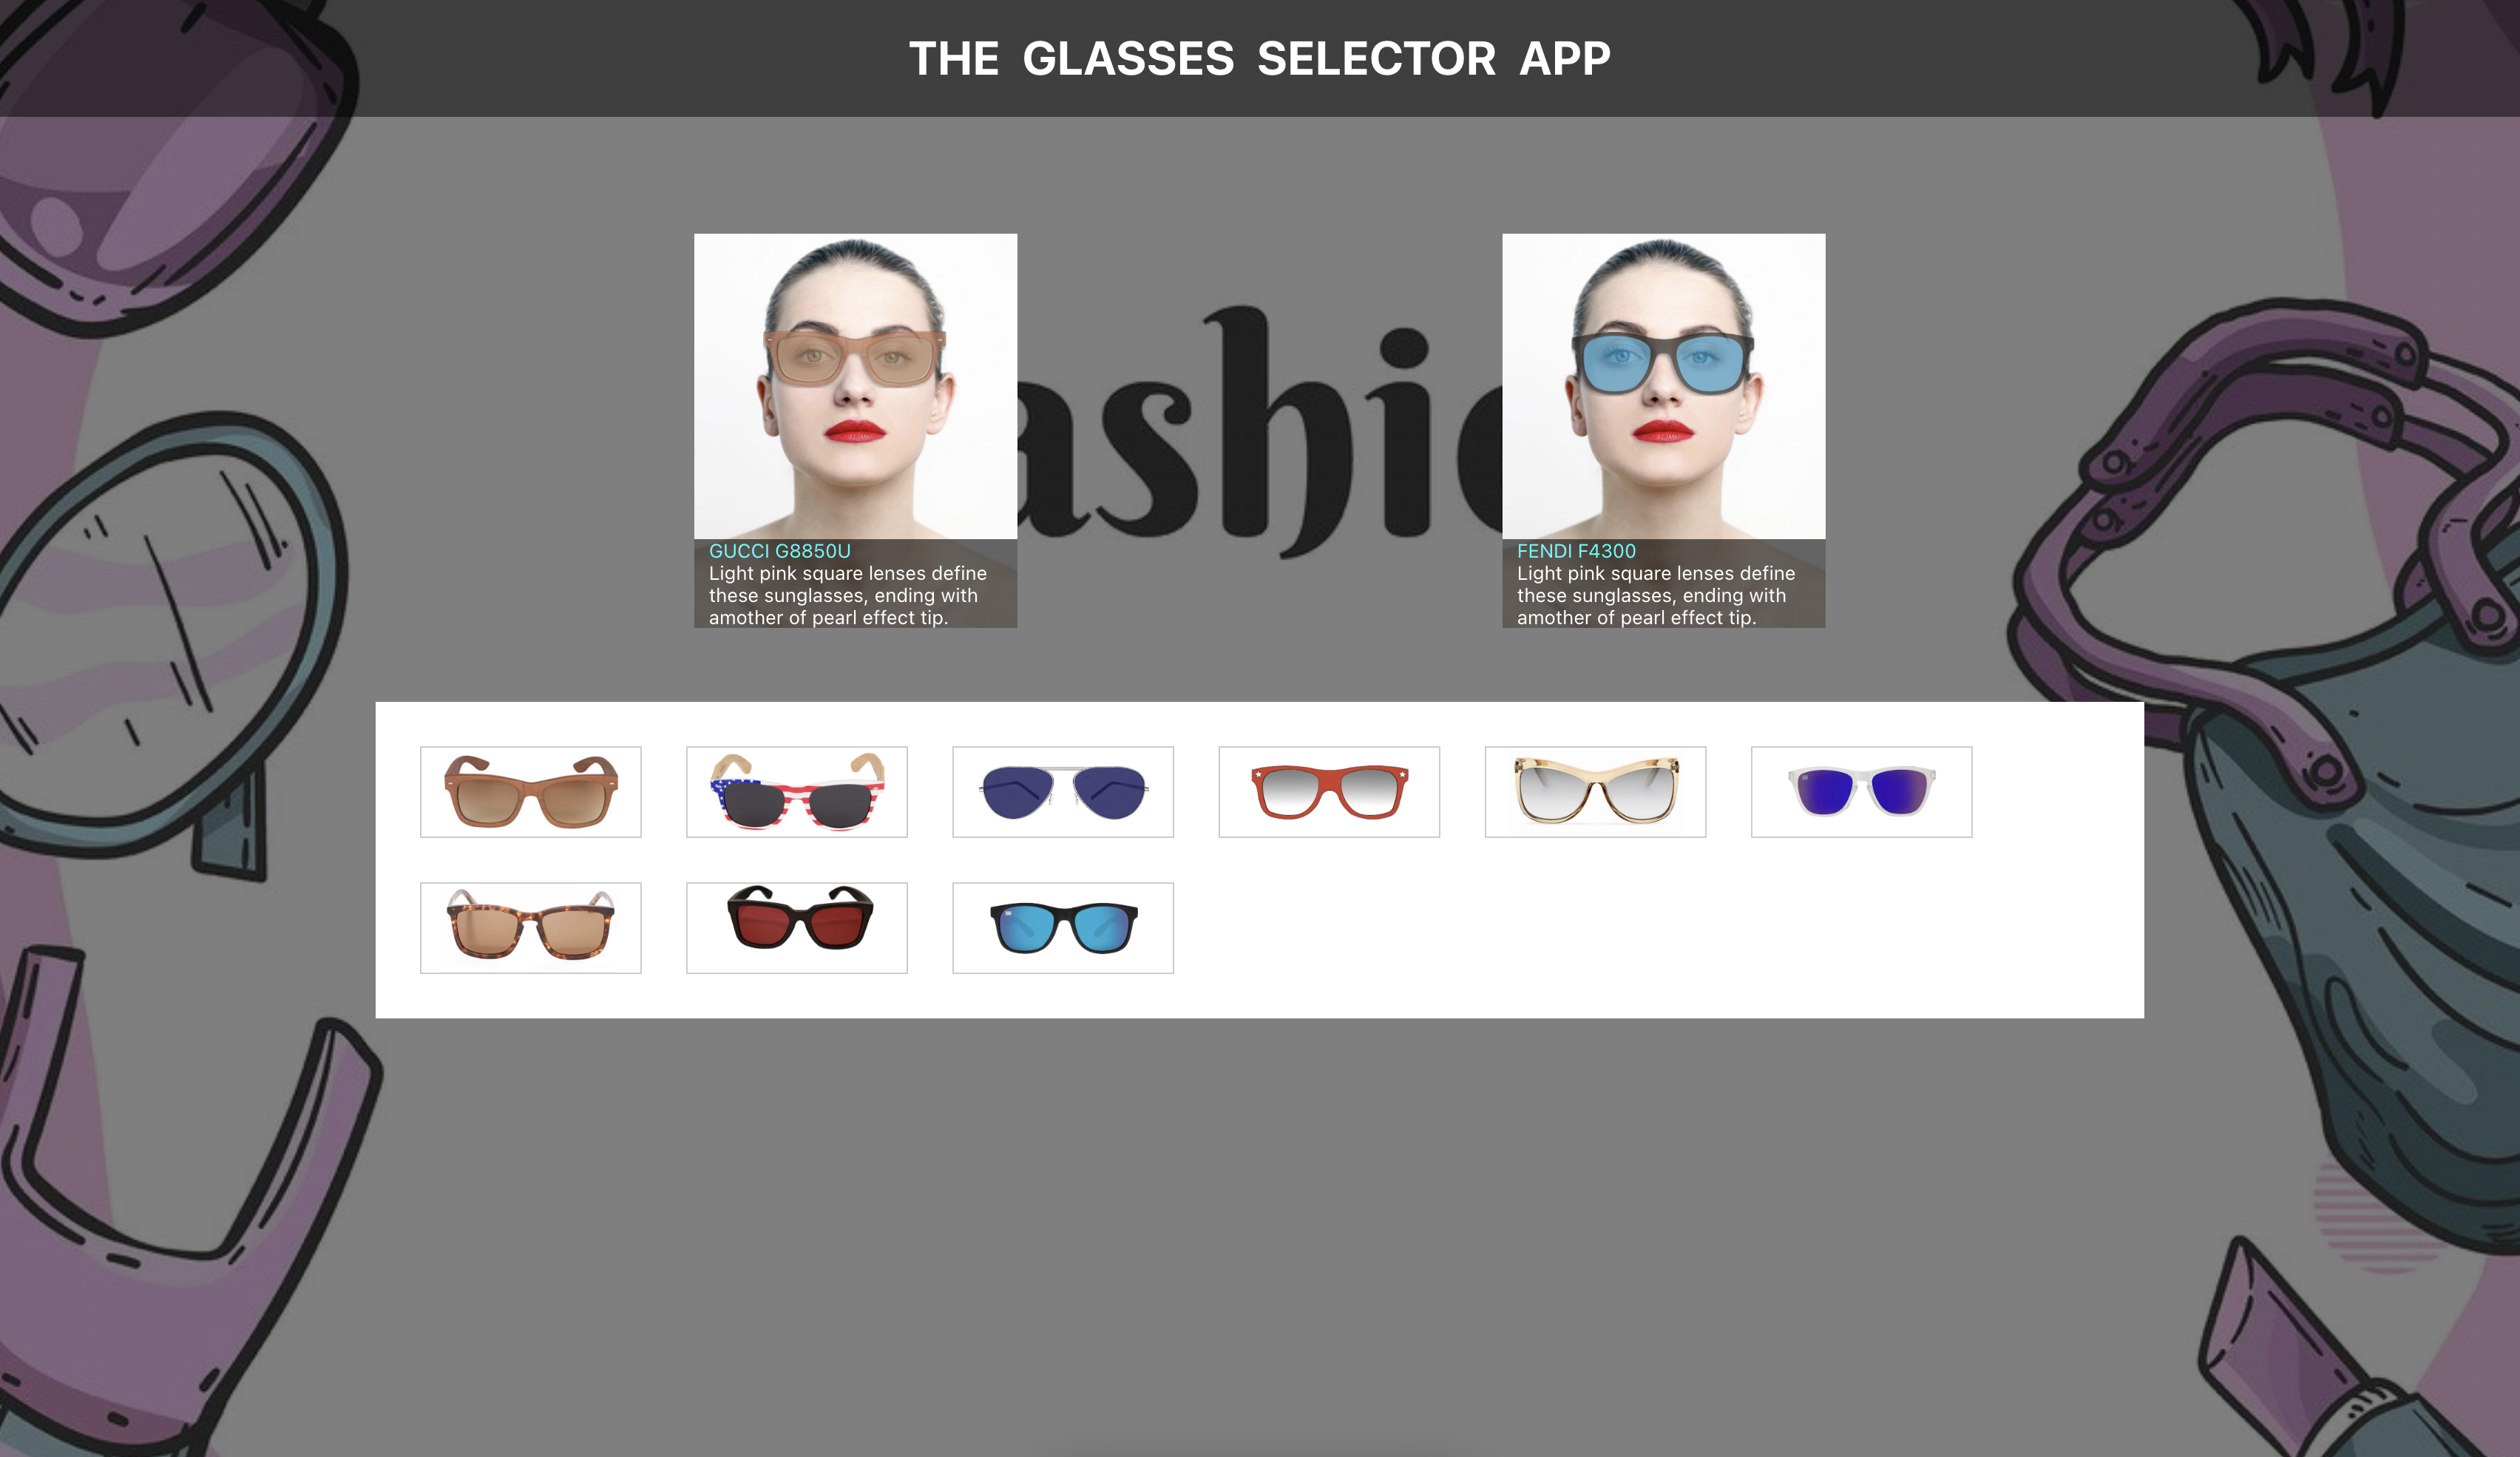 THE GLASSES SELECTOR APP
ashio
GUCCI G8850U
Light pink square lenses define
these sunglasses, ending with
amother of pearl effect tip.
FENDI F4300
Light pink square lenses define
these sunglasses, ending with
amother of pearl effect tip.